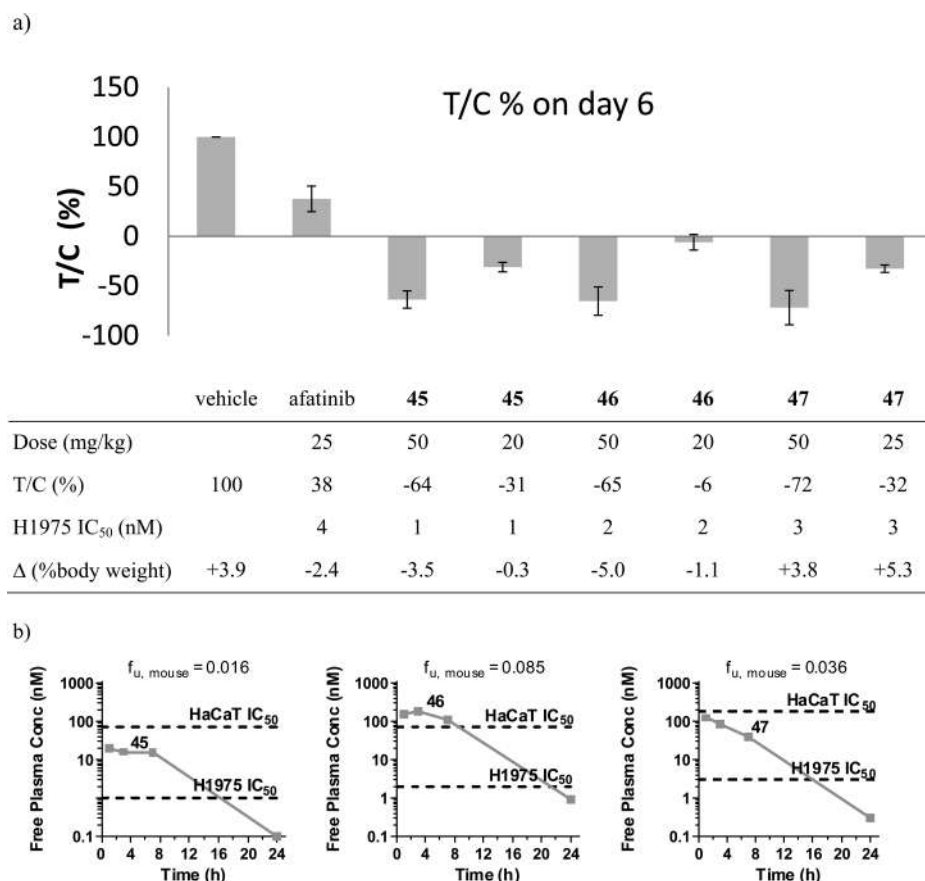 a)
T/C % on day 6
T/C (%)
150
100
50
0
-50
-100
vehicle afatinib 45 45 46 46 47 47
Dose (mg/kg) 25 50 20 50 20 50 25
T/C (%) 100 38 -64 -31 -65 -6 -72 -32
H1975 IC50 (nM) 4 1 1 2 2 3 3
Δ (%body weight) +3.9 -2.4 -3.5 -0.3 -5.0 -1.1 +3.8 +5.3
b)
fu, mouse = 0.016
Free Plasma Conc (nM)
1000
100
10
1
0.1
HaCaT IC50
45
H1975 IC50
0 4 8 12 16 20 24
Time (h)
fu, mouse = 0.085
Free Plasma Conc (nM)
1000
100
10
1
0.1
46
HaCaT IC50
H1975 IC50
0 4 8 12 16 20 24
Time (h)
fu, mouse = 0.036
Free Plasma Conc (nM)
1000
100
10
1
0.1
HaCaT IC50
47
H1975 IC50
0 4 8 12 16 20 24
Time (h)